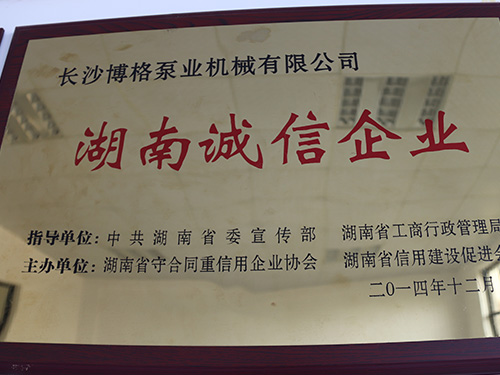 长沙博格泵业机械有限公司
湖南诚信企业
指导单位：中共湖南省委宣传部 湖南省工商行政管理局
主办单位：湖南省守合同重信用企业协会 湖南省信用建设促进会
二〇一四年十二月